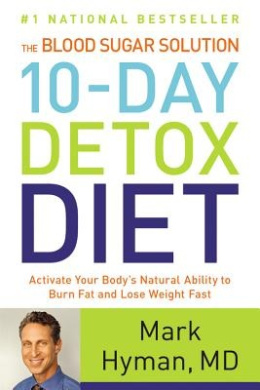 #1 NATIONAL BESTSELLER
THE BLOOD SUGAR SOLUTION
10-DAY
DETOX
DIET
Activate Your Body's Natural Ability to
Burn Fat and Lose Weight Fast
Mark
Hyman, MD